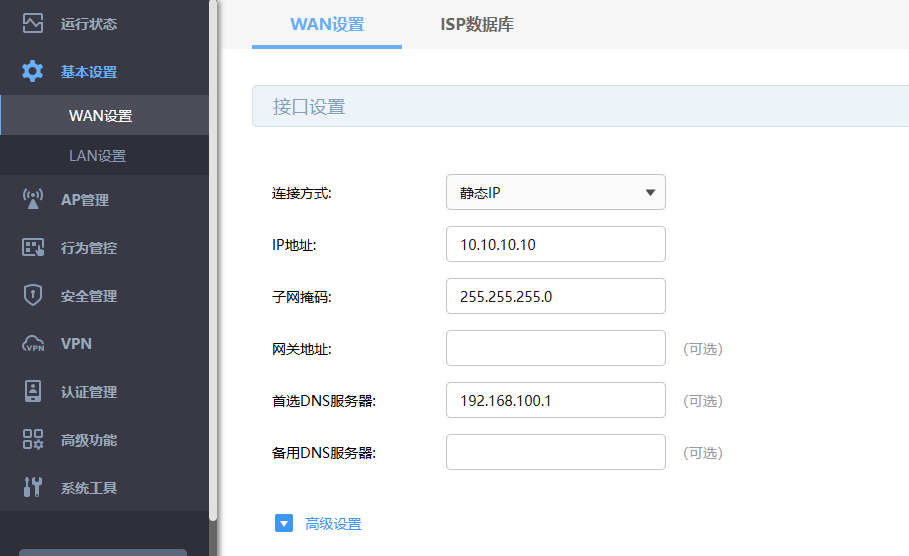 运行状态
基本设置
WAN设置
LAN设置
AP管理
行为管控
安全管理
VPN
VPN
认证管理
高级功能
系统工具
WAN设置 ISP数据库
接口设置
连接方式: 静态IP
IP地址: 10.10.10.10
子网掩码: 255.255.255.0
网关地址: (可选)
首选DNS服务器: 192.168.100.1 (可选)
备用DNS服务器: (可选)
高级设置